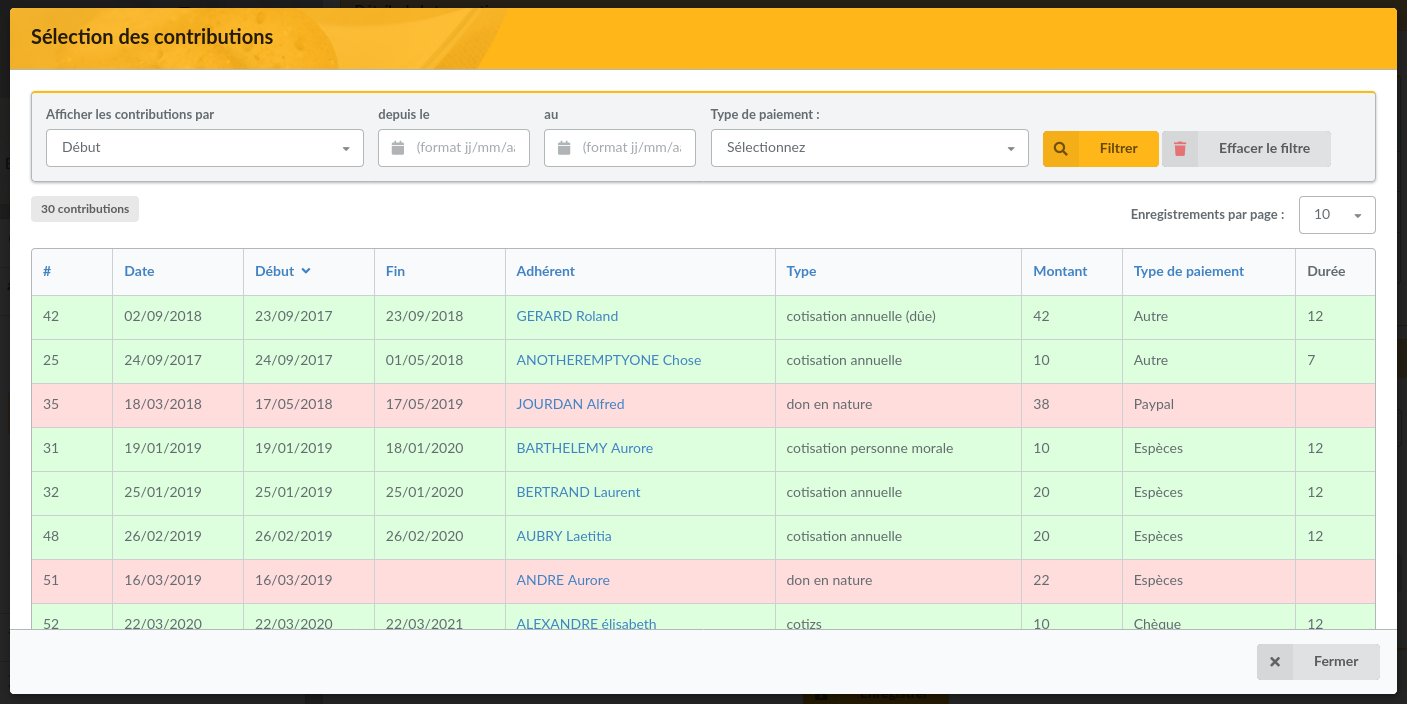 Sélection des contributions
Afficher les contributions par depuis le au Type de paiement :
Début (format jj/mm/a (format jj/mm/a Sélectionnez Filtrer Effacer le filtre
30 contributions Enregistrements par page : 10
# Date Début Fin Adhérent Type Montant Type de paiement Durée
42 02/09/2018 23/09/2017 23/09/2018 GERARD Roland cotisation annuelle (dûe) 42 Autre 12
25 24/09/2017 24/09/2017 01/05/2018 ANOTHEREMPTYONE Chose cotisation annuelle 10 Autre 7
35 18/03/2018 17/05/2018 17/05/2019 JOURDAN Alfred don en nature 38 Paypal
31 19/01/2019 19/01/2019 18/01/2020 BARTHELEMY Aurore cotisation personne morale 10 Espèces 12
32 25/01/2019 25/01/2019 25/01/2020 BERTRAND Laurent cotisation annuelle 20 Espèces 12
48 26/02/2019 26/02/2019 26/02/2020 AUBRY Laetitia cotisation annuelle 20 Espèces 12
51 16/03/2019 16/03/2019 ANDRE Aurore don en nature 22 Espèces
52 22/03/2020 22/03/2020 22/03/2021 ALEXANDRE élisabeth cotizs 10 Chèque 12
Fermer